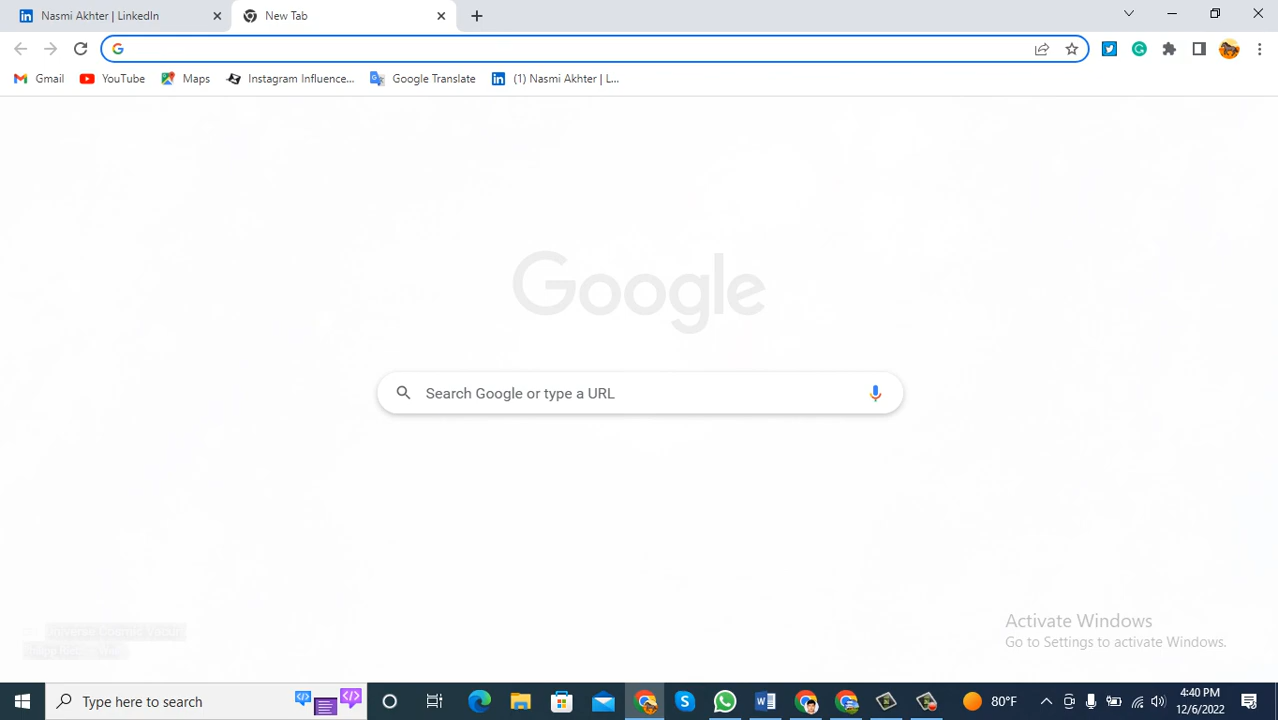 Nasmi Akhter | LinkedIn
New Tab
Gmail
YouTube
Maps
Instagram Influence...
Google Translate
(1) Nasmi Akhter | L...
Google
Search Google or type a URL
Activate Windows
Go to Settings to activate Windows.
Type here to search
80°F
4:40 PM
12/6/2022